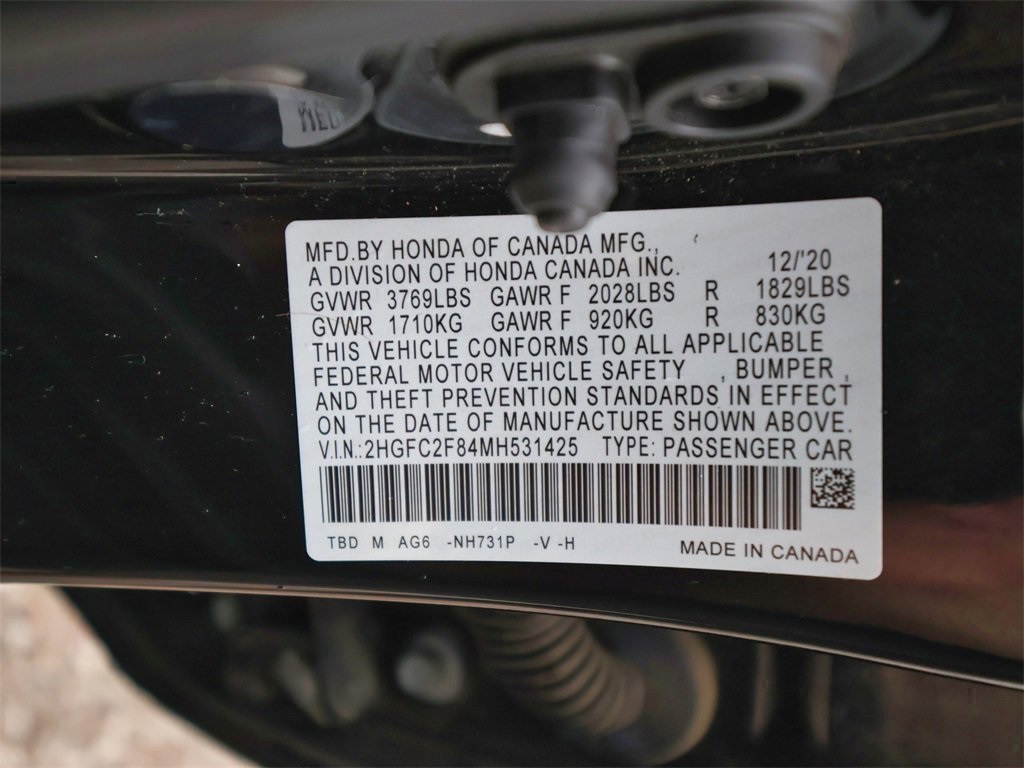 MFD.BY HONDA OF CANADA MFG.,
A DIVISION OF HONDA CANADA INC. 12/'20
GVWR 3769LBS GAWR F 2028LBS R 1829LBS
GVWR 1710KG GAWR F 920KG R 830KG
THIS VEHICLE CONFORMS TO ALL APPLICABLE
FEDERAL MOTOR VEHICLE SAFETY , BUMPER ,
AND THEFT PREVENTION STANDARDS IN EFFECT
ON THE DATE OF MANUFACTURE SHOWN ABOVE.
V.I.N.:2HGFC2F84MH531425 TYPE: PASSENGER CAR
TBD M AG6 -NH731P -V -H MADE IN CANADA